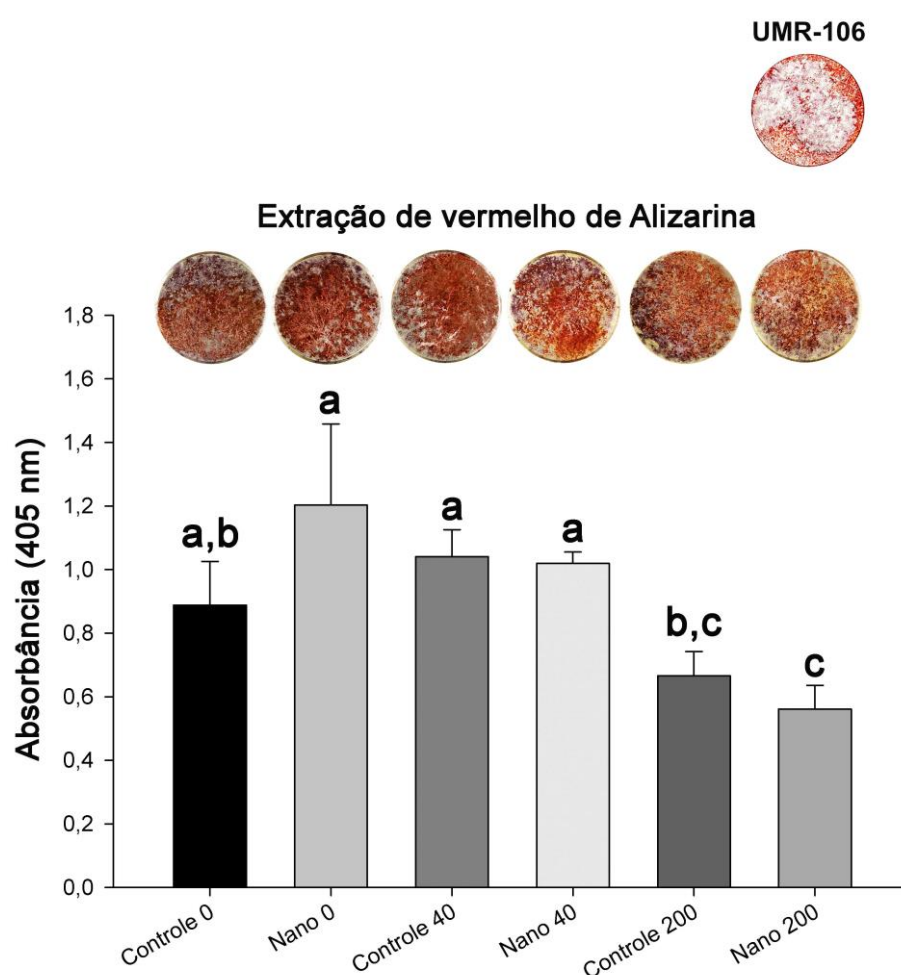 UMR-106
Extração de vermelho de Alizarina
Absorbância (405 nm)
1,8
1,6
1,4
1,2
1,0
0,8
0,6
0,4
0,2
0,0
a,b
a
a
a
b,c
c
Controle 0
Nano 0
Controle 40
Nano 40
Controle 200
Nano 200